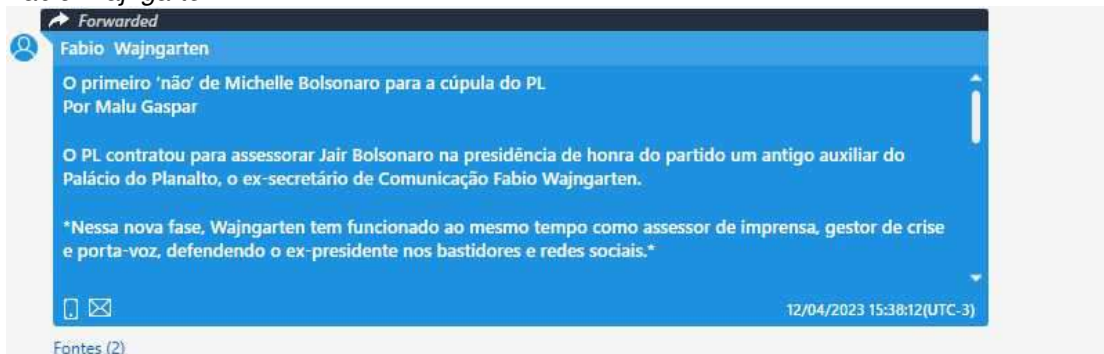 Forwarded
Fabio Wajngarten
O primeiro ‘não’ de Michelle Bolsonaro para a cúpula do PL
Por Malu Gaspar
O PL contratou para assessorar Jair Bolsonaro na presidência de honra do partido um antigo auxiliar do
Palácio do Planalto, o ex-secretário de Comunicação Fabio Wajngarten.
*Nessa nova fase, Wajngarten tem funcionado ao mesmo tempo como assessor de imprensa, gestor de crise
e porta-voz, defendendo o ex-presidente nos bastidores e redes sociais.*
12/04/2023 15:38:12(UTC-3)
Fontes (2)